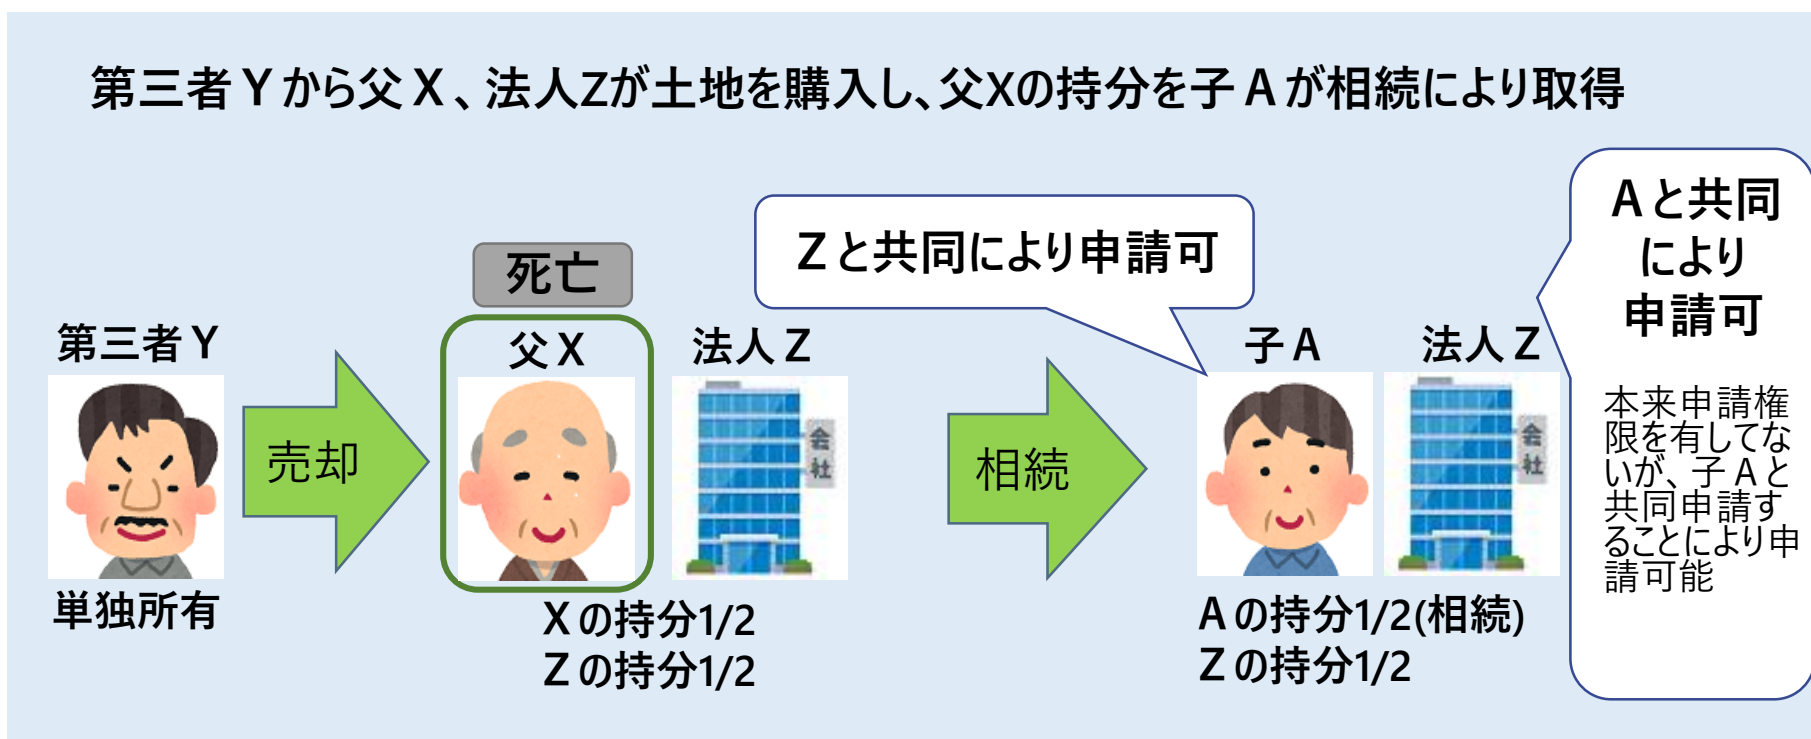 第三者Ｙから父Ｘ、法人Zが土地を購入し、父Xの持分を子Ａが相続により取得
死亡
第三者Ｙ
単独所有
売却
父Ｘ
法人Ｚ
会
社
Ｘの持分1/2
Ｚの持分1/2
相続
Ｚと共同により申請可
子Ａ
法人Ｚ
会
社
Ａの持分1/2(相続)
Ｚの持分1/2
Ａと共同
により
申請可
本来申請権
限を有してな
いが、子Ａと
共同申請す
ることにより申
請可能